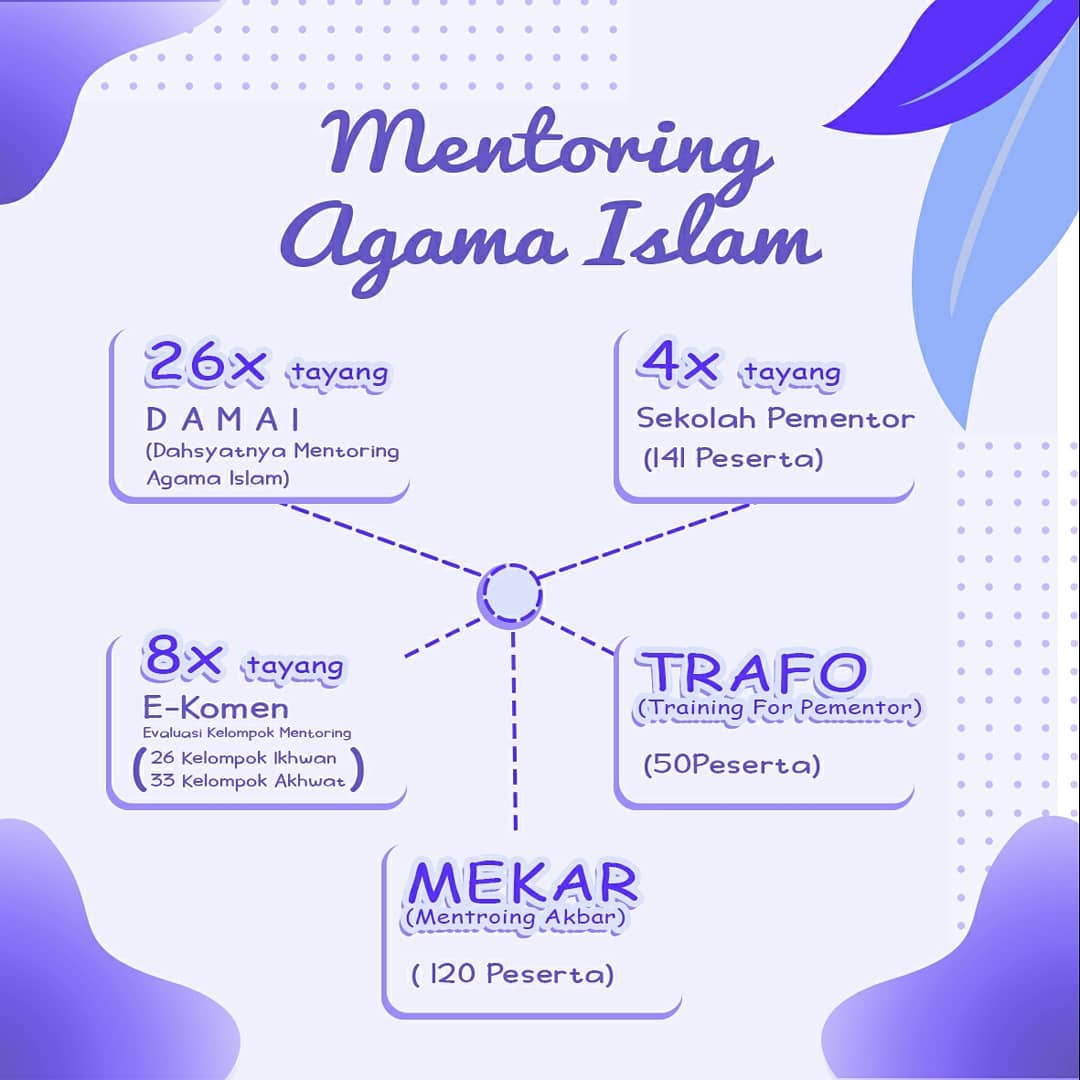 Mentoring
Agama Islam
26x tayang
D A M A I
(Dahsyatnya Mentoring
Agama Islam)
4x tayang
Sekolah Pementor
(141 Peserta)
8x tayang
E-Komen
Evaluasi Kelompok Mentoring
(26 Kelompok Ikhwan
33 Kelompok Akhwat)
TRAFO
(Training For Pementor)
(50Peserta)
MEKAR
(Mentroing Akbar)
( 120 Peserta)